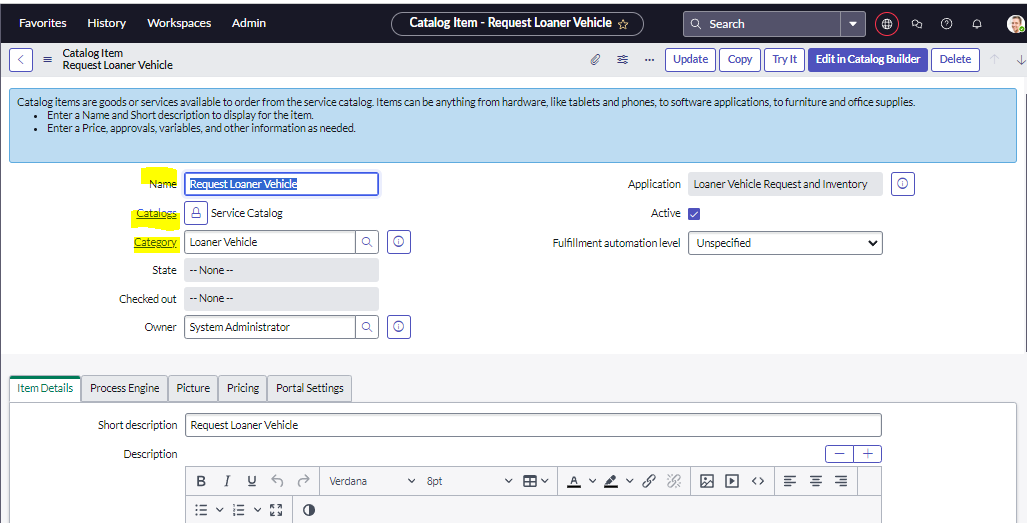 Favorites History Workspaces Admin Catalog Item - Request Loaner Vehicle Search
Catalog Item
Request Loaner Vehicle
Update Copy Try It Edit in Catalog Builder Delete
Catalog items are goods or services available to order from the service catalog. Items can be anything from hardware, like tablets and phones, to software applications, to furniture and office supplies.
• Enter a Name and Short description to display for the item.
• Enter a Price, approvals, variables, and other information as needed.
Name Request Loaner Vehicle Application Loaner Vehicle Request and Inventory
Catalogs Service Catalog Active
Category Loaner Vehicle Fulfillment automation level Unspecified
State -- None --
Checked out -- None --
Owner System Administrator
Item Details Process Engine Picture Pricing Portal Settings
Short description Request Loaner Vehicle
Description
B I U Verdana 8pt A